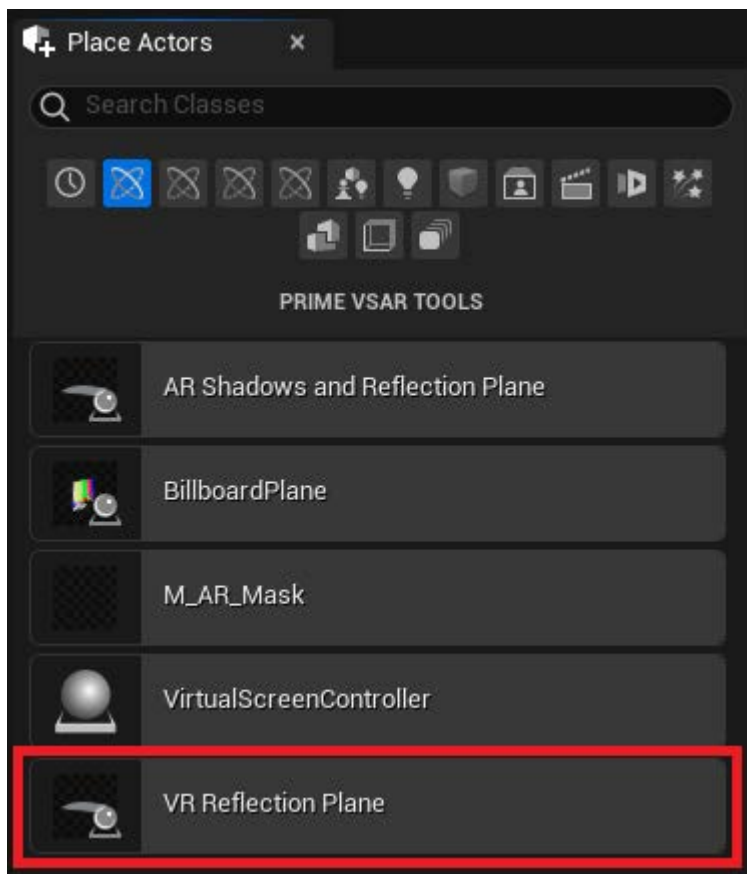 Place Actors
Search Classes
PRIME VSAR TOOLS
AR Shadows and Reflection Plane
BillboardPlane
M_AR_Mask
VirtualScreenController
VR Reflection Plane